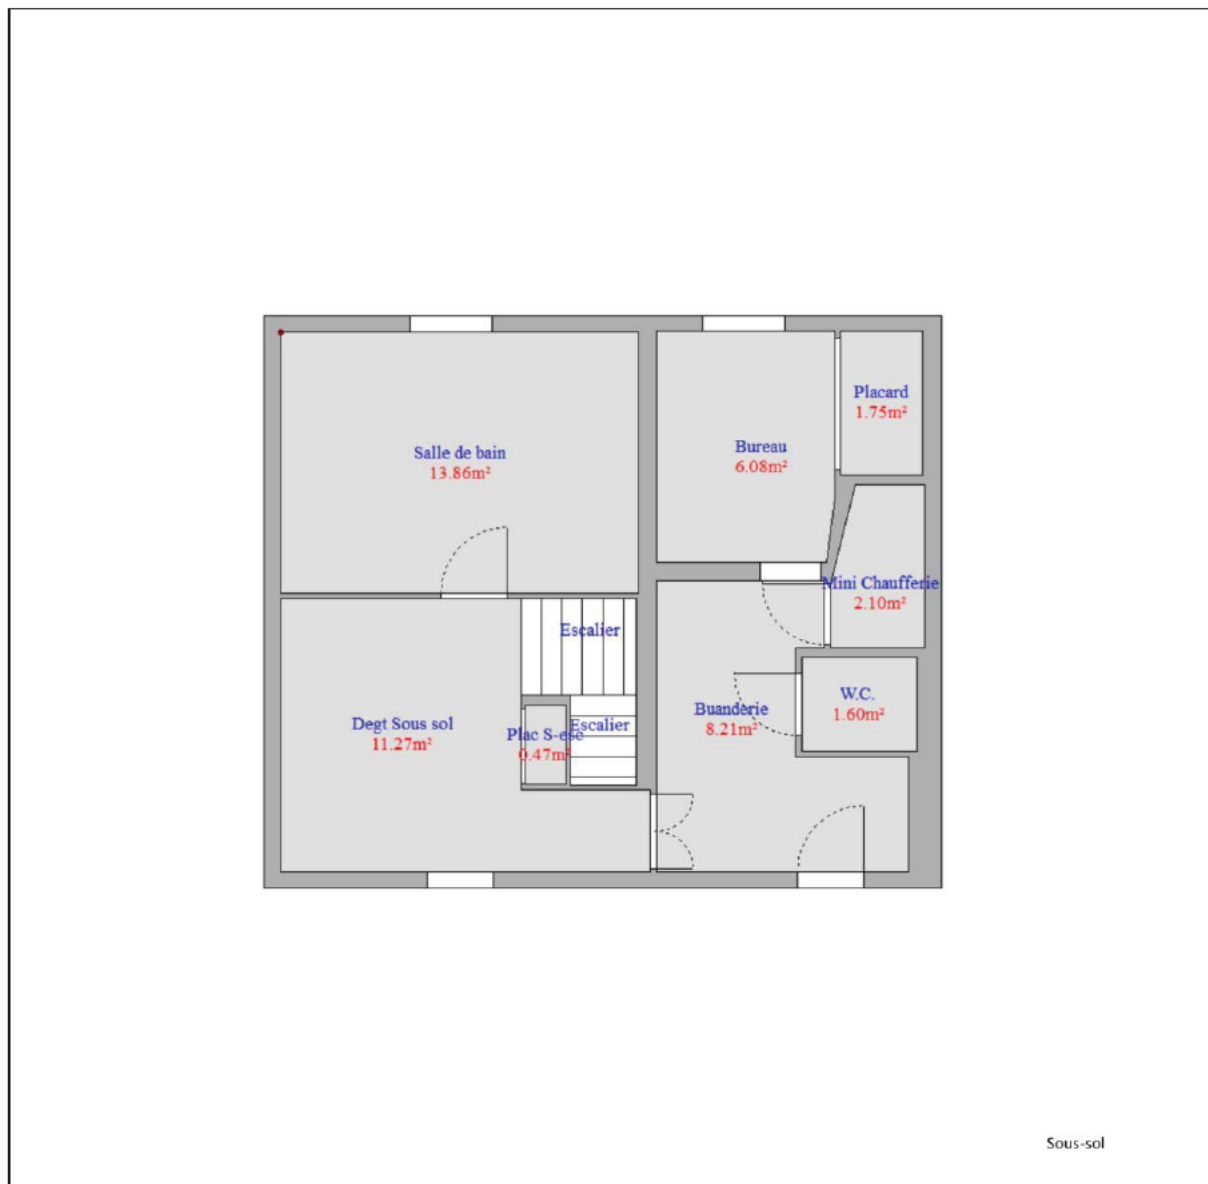 Placard
1.75m²
Salle de bain
13.86m²
Bureau
6.08m²
Mini Chaufferie
2.10m²
Escalier
W.C.
1.60m²
Degt Sous sol
11.27m²
Plac S-esc
0.47m²
Escalier
Buanderie
8.21m²
Sous-sol